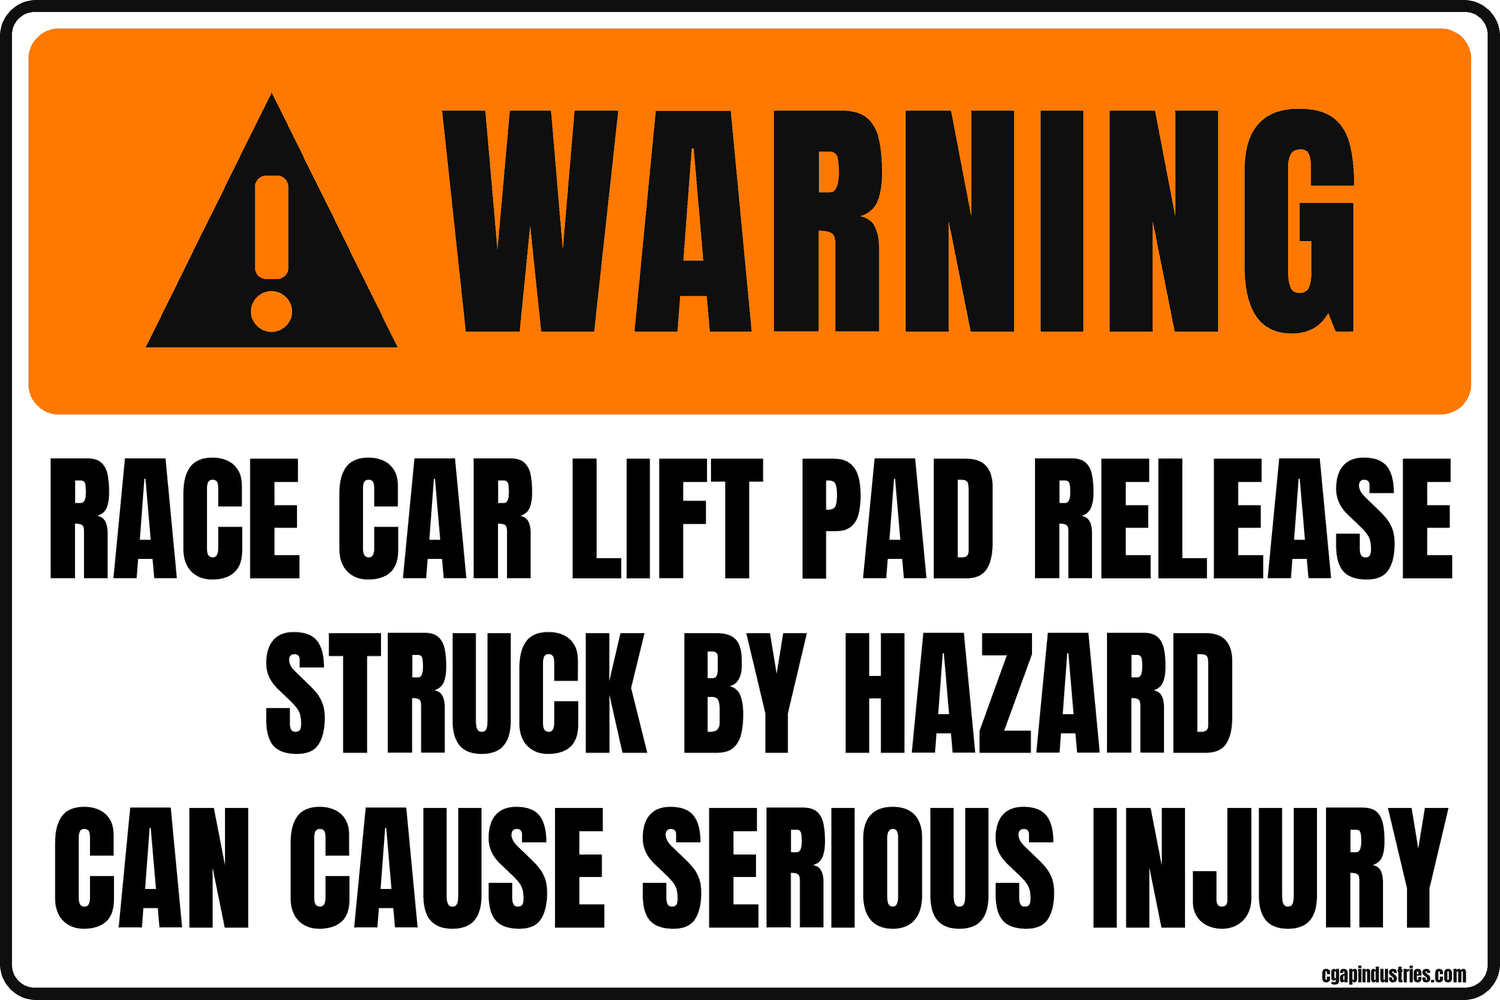 WARNING
RACE CAR LIFT PAD RELEASE
STRUCK BY HAZARD
CAN CAUSE SERIOUS INJURY
cgapindustries.com